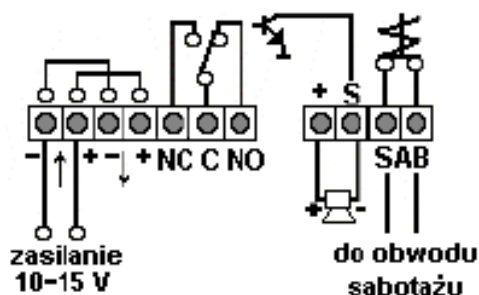 + S
- + - + NC C NO SAB
+ -
zasilanie
10-15 V
do obwodu
sabotażu